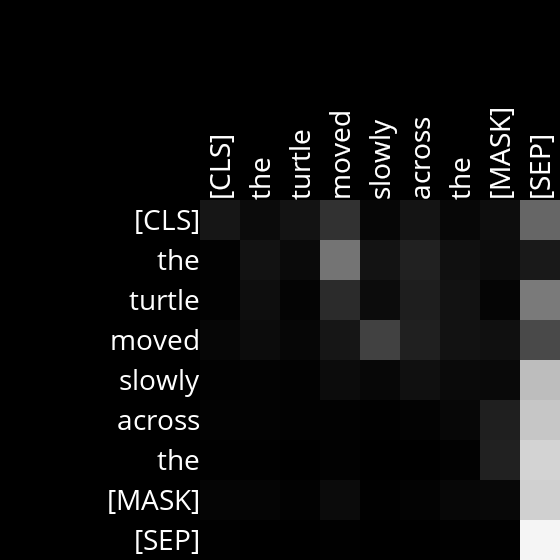 [CLS] the turtle moved slowly across the [MASK] [SEP]
[CLS]
the
turtle
moved
slowly
across
the
[MASK]
[SEP]